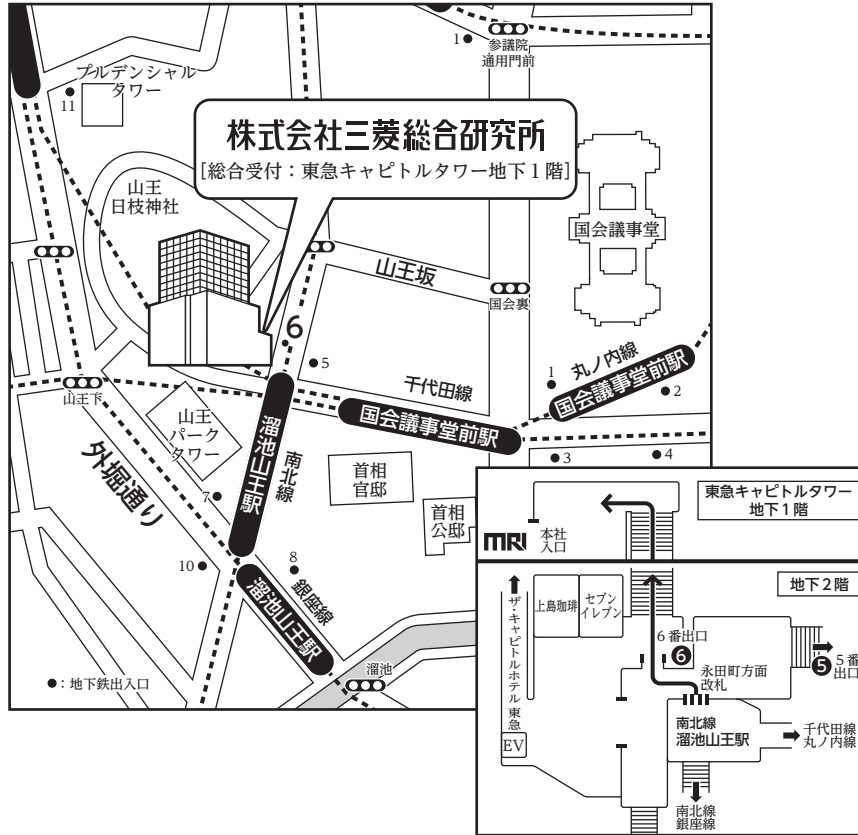 1
参議院
通用門前
プルデンシャル
タワー
11
株式会社三菱総合研究所
[総合受付：東急キャピトルタワー地下1階]
山王
日枝神社
国会議事堂
山王坂
国会裏
6
5
丸ノ内線
1
国会議事堂前駅
2
千代田線
国会議事堂前駅
山王下
山王
パーク
タワー
溜池山王駅
南北線
外堀通り
首相
官邸
首相
公邸
3
4
7
10
8
銀座線
溜池山王駅
溜池
●：地下鉄出入口
東急キャピトルタワー
地下1階
MRI
本社
入口
地下2階
上島珈琲
セブン
イレブン
ザ・キャピトルホテル 東急
EV
6番出口
6
5
5番
出口
永田町方面
改札
南北線
溜池山王駅
千代田線
丸ノ内線
南北線
銀座線